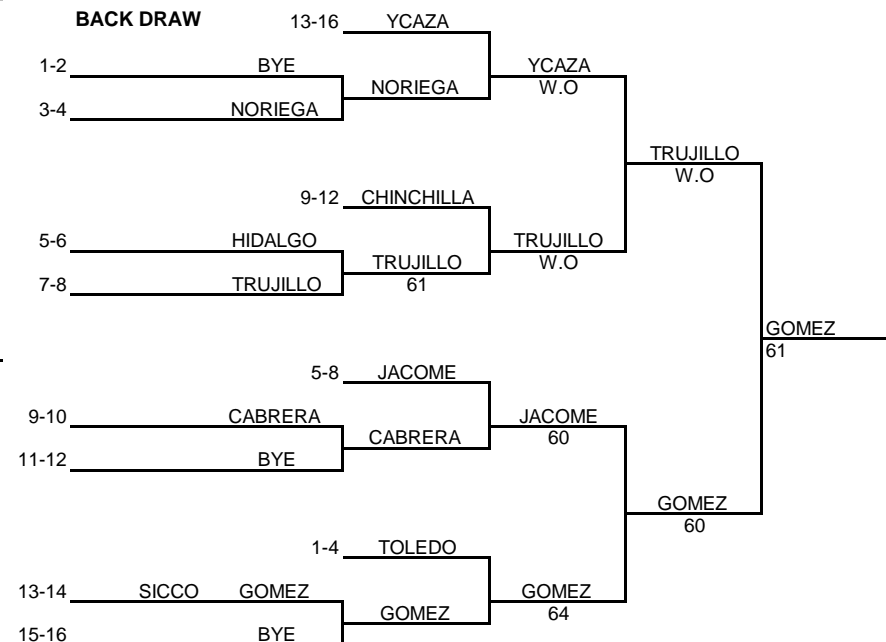 BACK DRAW
13-16 YCAZA
1-2 BYE YCAZA
NORIEGA W.O
3-4 NORIEGA
TRUJILLO
W.O
9-12 CHINCHILLA
5-6 HIDALGO TRUJILLO
TRUJILLO W.O
7-8 TRUJILLO 61
GOMEZ
61
5-8 JACOME
9-10 CABRERA JACOME
CABRERA 60
11-12 BYE
GOMEZ
60
1-4 TOLEDO
13-14 SICCO GOMEZ GOMEZ
GOMEZ 64
15-16 BYE